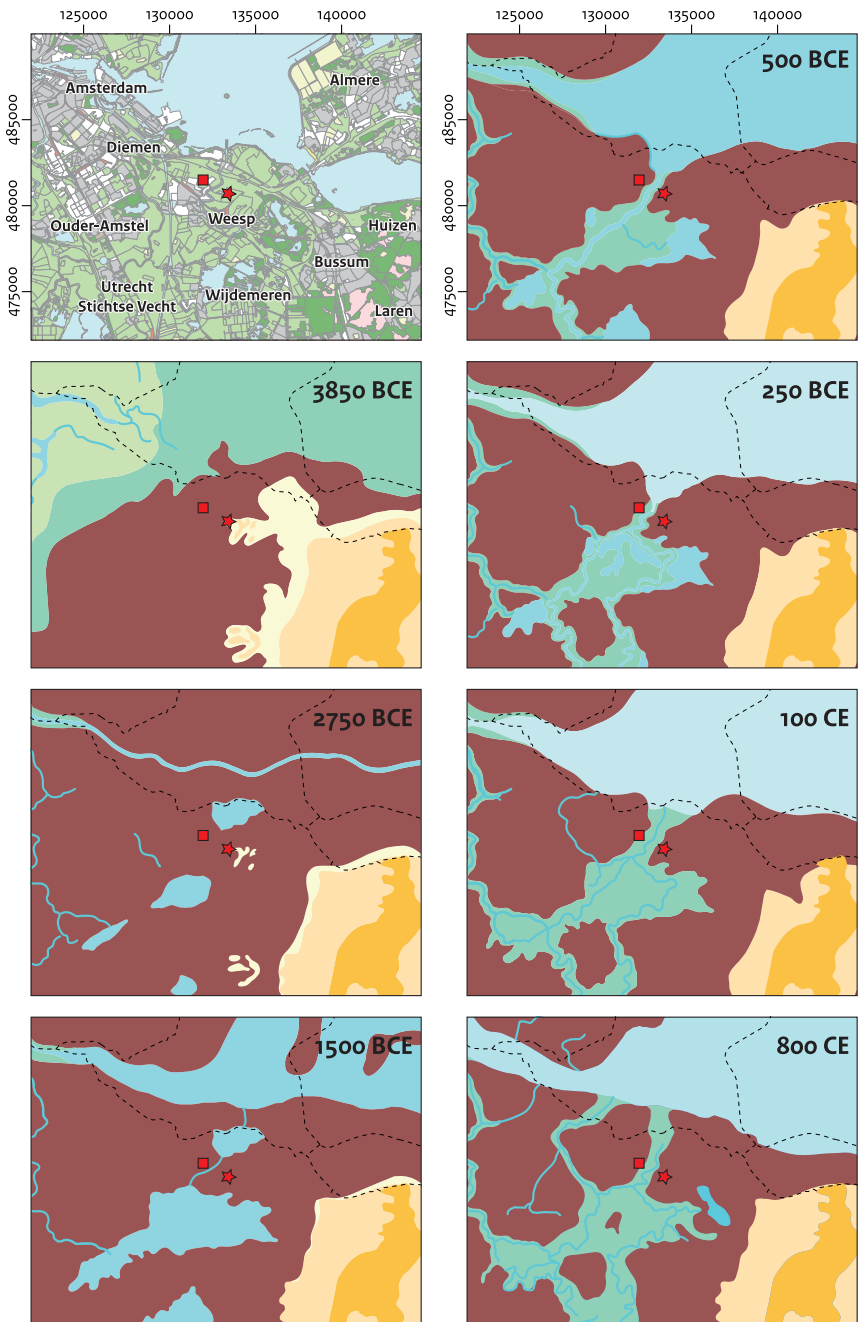 125000 130000 135000 140000
125000 130000 135000 140000
485000
480000
475000
485000
480000
475000
Amsterdam
Almere
Diemen
Ouder-Amstel
Weesp
Huizen
Bussum
Utrecht
Stichtse Vecht
Wijdemeren
Laren
500 BCE
3850 BCE
250 BCE
2750 BCE
100 CE
1500 BCE
800 CE